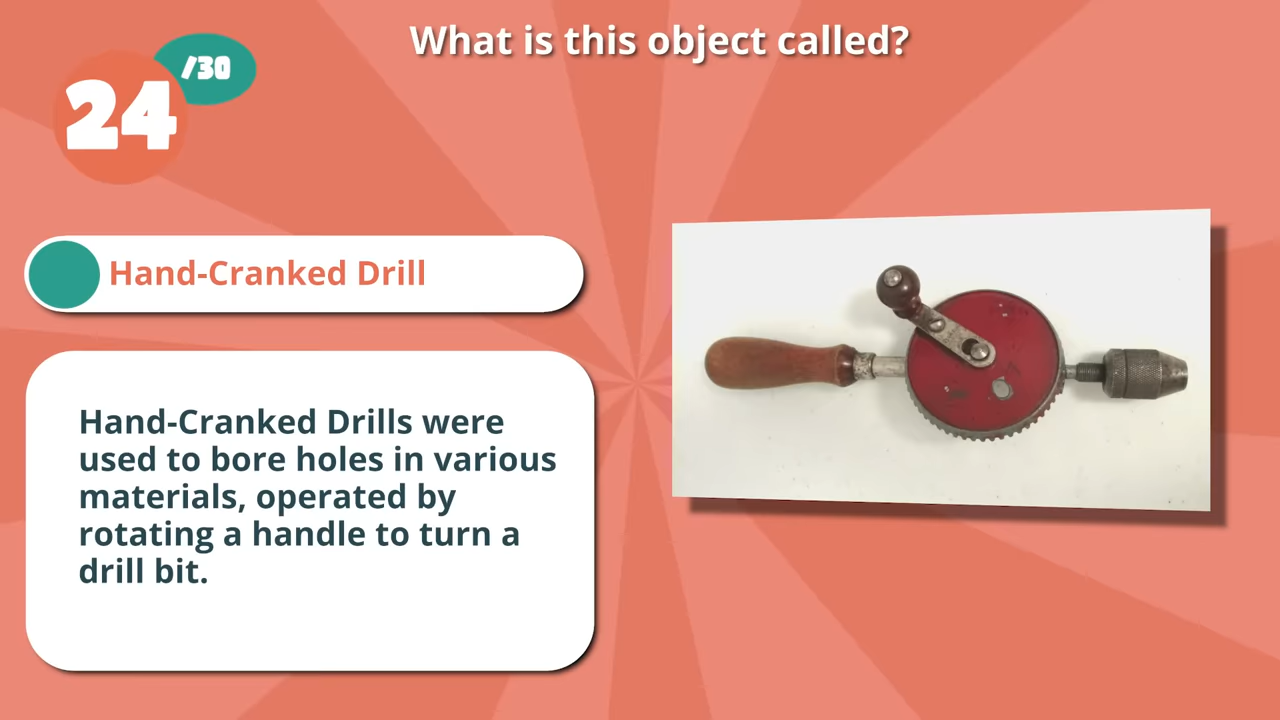 What is this object called?
24
/30
Hand-Cranked Drill
Hand-Cranked Drills were
used to bore holes in various
materials, operated by
rotating a handle to turn a
drill bit.